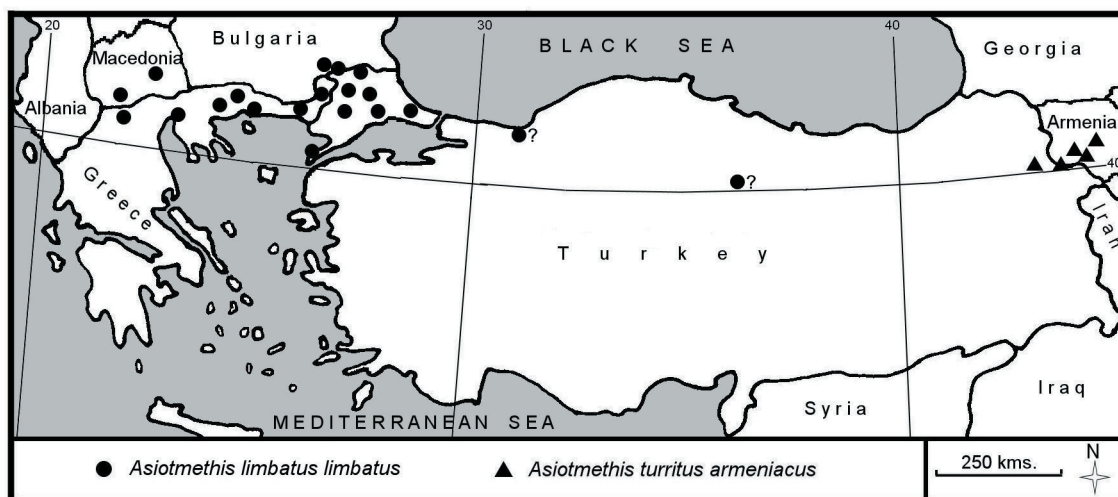 20
30
40
Bulgaria
BLACK SEA
Georgia
Macedonia
Albania
Armenia
?
40
?
Greece
Iran
Turkey
Syria
Iraq
MEDITERRANEAN SEA
Asiotmethis limbatus limbatus
Asiotmethis turritus armeniacus
250 kms.
N